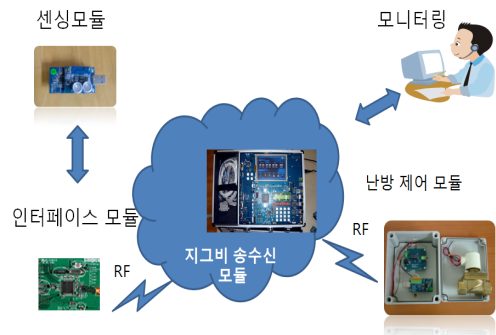 센싱모듈
모니터링
난방 제어 모듈
인터페이스 모듈
RF
RF
지그비 송수신
모듈